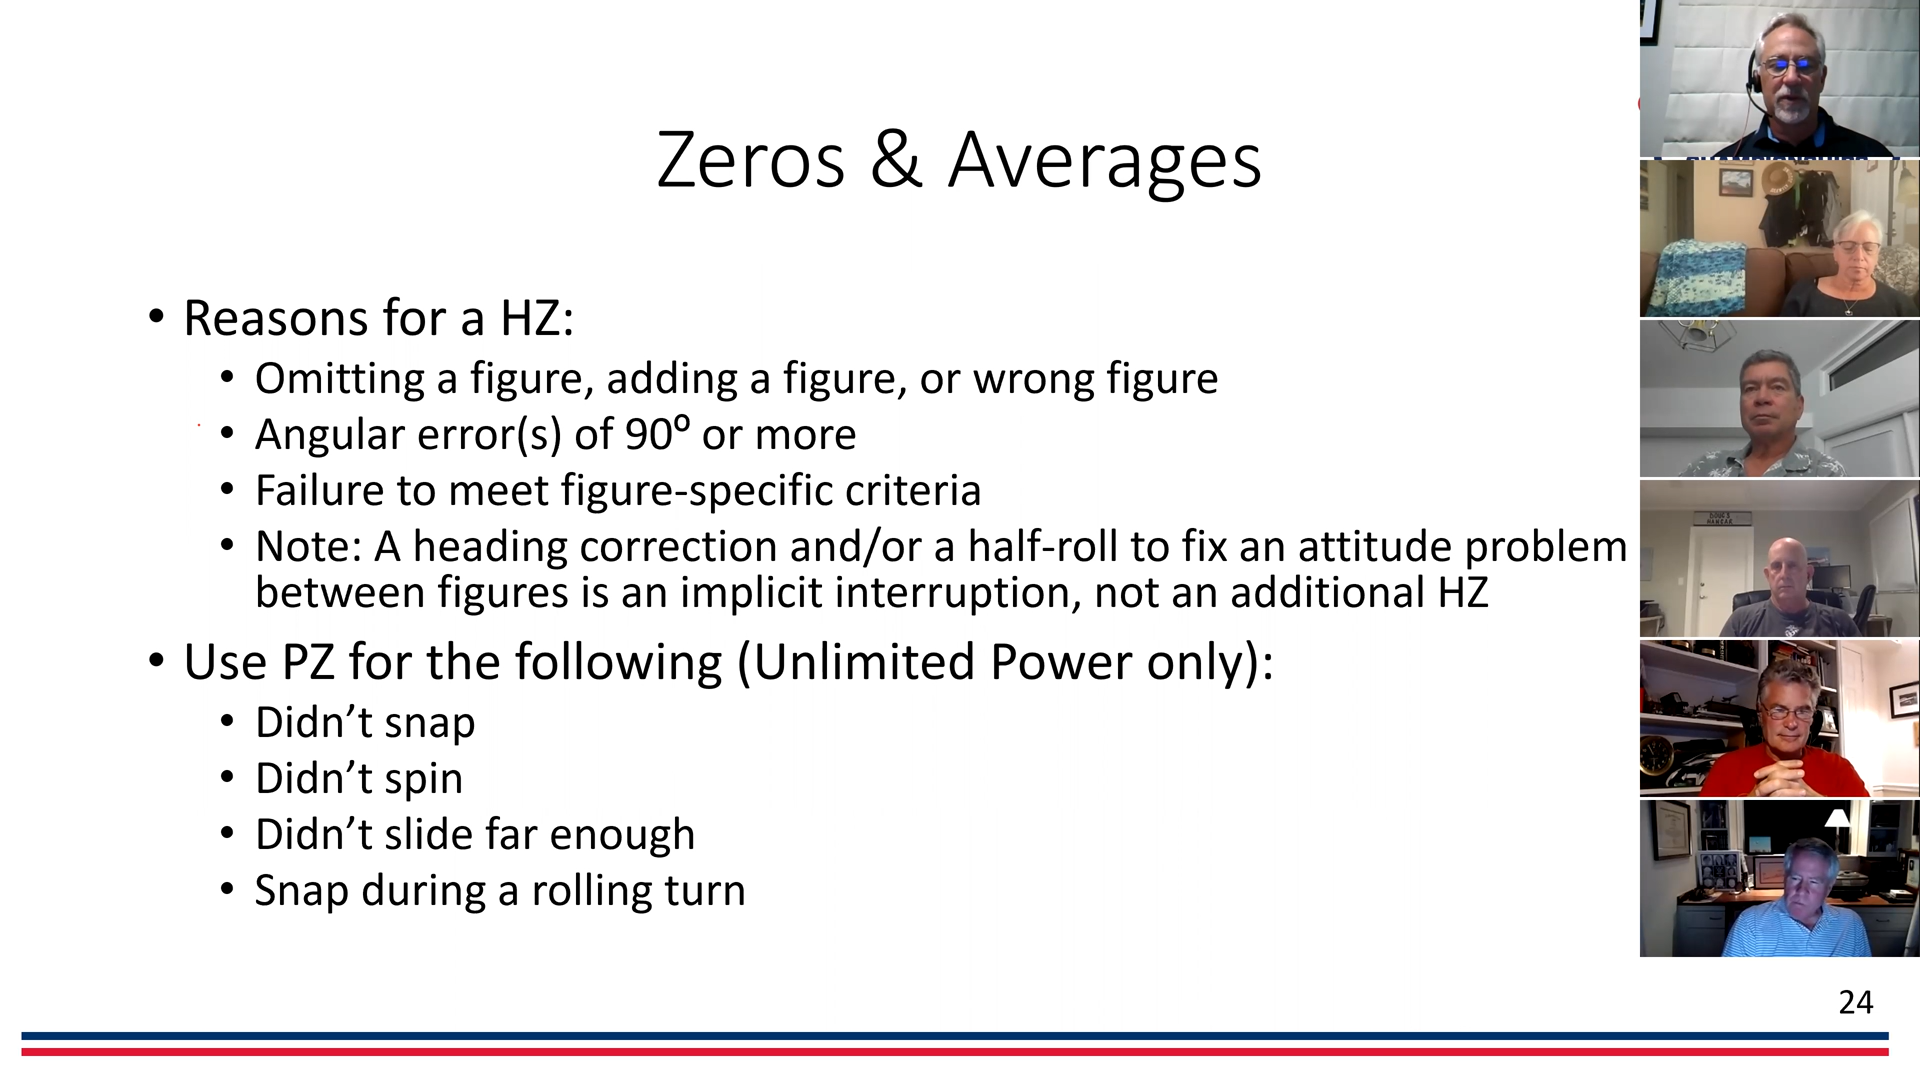 Zeros & Averages
• Reasons for a HZ:
• Omitting a figure, adding a figure, or wrong figure
• Angular error(s) of 90º or more
• Failure to meet figure-specific criteria
• Note: A heading correction and/or a half-roll to fix an attitude problem
between figures is an implicit interruption, not an additional HZ
• Use PZ for the following (Unlimited Power only):
• Didn’t snap
• Didn’t spin
• Didn’t slide far enough
• Snap during a rolling turn
DOUG'S
HANGAR
24